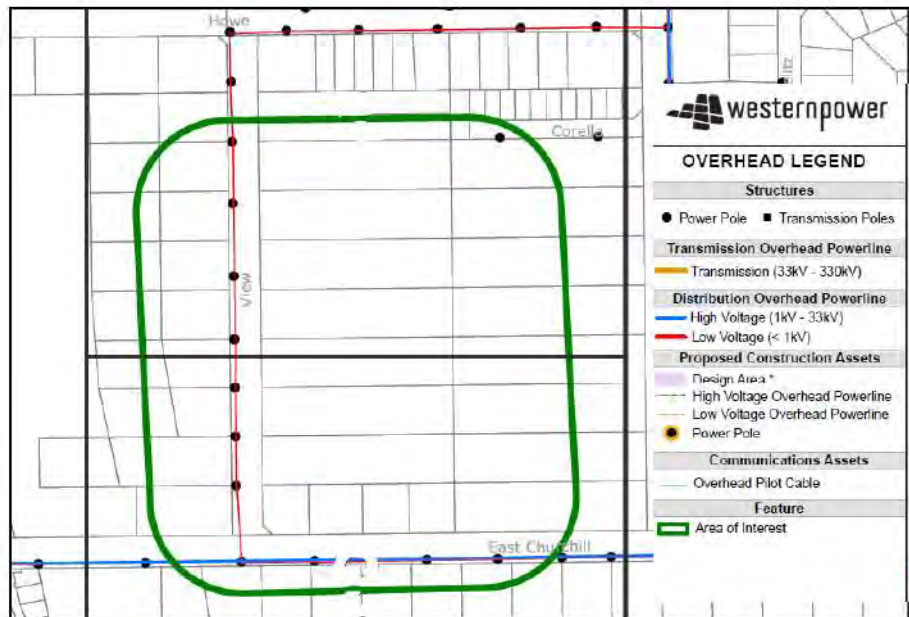 Howe
Corella
View
East Churchill
westernpower
OVERHEAD LEGEND
Structures
Power Pole
Transmission Poles
Transmission Overhead Powerline
Transmission (33kV - 330kV)
Distribution Overhead Powerline
High Voltage (1kV - 33kV)
Low Voltage (< 1kV)
Proposed Construction Assets
Design Area *
High Voltage Overhead Powerline
Low Voltage Overhead Powerline
Power Pole
Communications Assets
Overhead Pilot Cable
Feature
Area of Interest